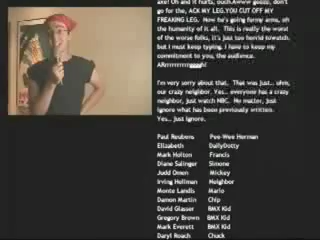 axe! Oh and it hurts, ouch.Awww geeze, don't
go for the, ACK MY LEG,YOU CUT OFF MY
FREAKING LEG. Now he's going formy arms, oh
the humanity of it all. This is really the worst
of the worse folks, it's just too horrid towatch.
but I must keep typing. I have to keep my
commitment to you, the audience.
I'm very sorry about that. That was just.. uhm,
our crazy neighbor. Yes.. everyone has a crazy
neighbor, just watch NBC. No matter, just
ignore what has been previously written.
Yes.. just ignore.
Paul Reubens Pee-Wee Herman
Elizabeth DailyDotty
Mark Holton Francis
Diane Salinger Simone
Judd Omen Mickey
Irving Hellman Neighbor
Monte Landis Mario
Damon Martin Chip
David Glasser BMX Kid
Gregory Brown BMX Kid
Mark Everett BMX Kid
Daryl Roach Chuck